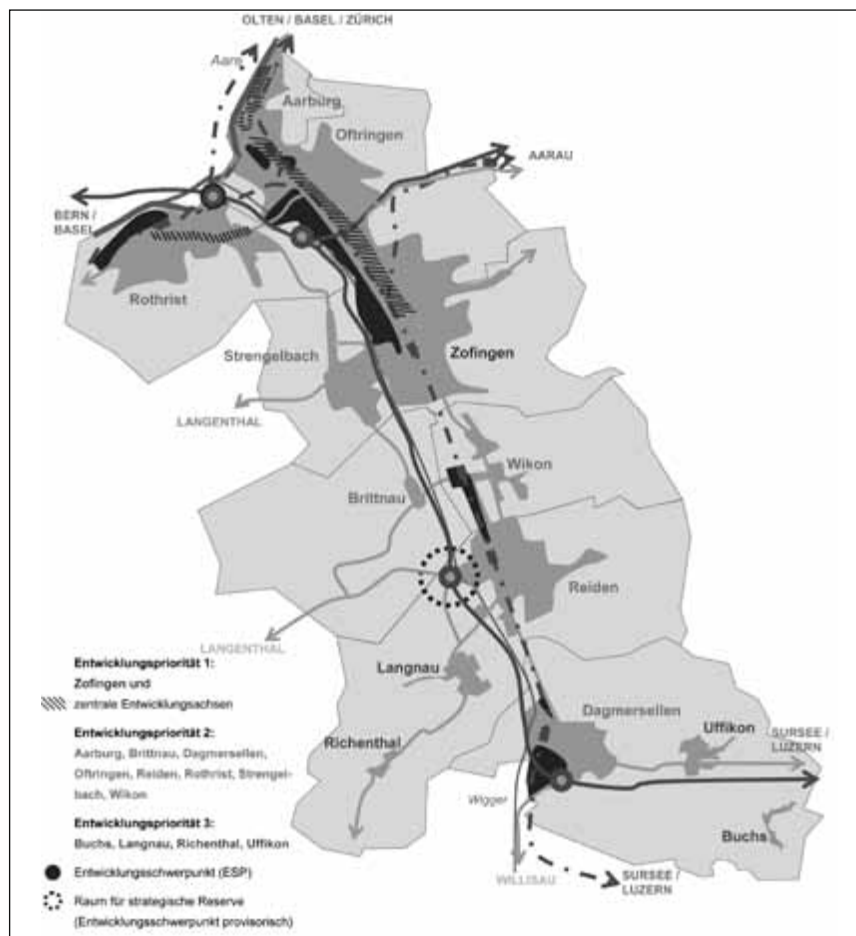 OLTEN / BASEL / ZÜRICH
Aare
Aarburg
Oftringen
AARAU
BERN /
BASEL
Rothrist
Strengelbach
Zofingen
LANGENTHAL
Wikon
Brittnau
Reiden
LANGENTHAL
Langnau
Dagmersellen
Uffikon
SURSEE /
LUZERN
Richenthal
Wigger
Buchs
WILLISAU
SURSEE /
LUZERN
Entwicklungspriorität 1:
Zofingen und
zentrale Entwicklungsachsen
Entwicklungspriorität 2:
Aarburg, Brittnau, Dagmersellen,
Oftringen, Reiden, Rothrist, Strengel-
bach, Wikon
Entwicklungspriorität 3:
Buchs, Langnau, Richenthal, Uffikon
Entwicklungsschwerpunkt (ESP)
Raum für strategische Reserve
(Entwicklungsschwerpunkt provisorisch)